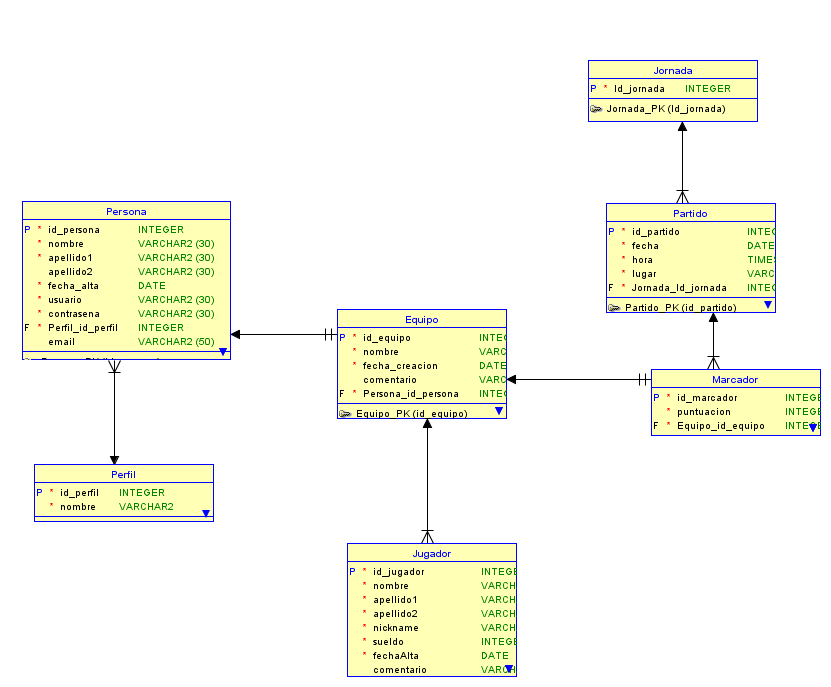 Jornada
P * Id_jornada INTEGER
Jornada_PK (Id_jornada)
Persona
P * id_persona INTEGER
* nombre VARCHAR2 (30)
* apellido1 VARCHAR2 (30)
apellido2 VARCHAR2 (30)
* fecha_alta DATE
* usuario VARCHAR2 (30)
* contrasena VARCHAR2 (30)
F * Perfil_id_perfil INTEGER
email VARCHAR2 (50)
Partido
P * id_partido INTEG
* fecha DATE
* hora TIMES
* lugar VARC
F * Jornada_Id_jornada INTEG
Partido_PK (id_partido)
Equipo
P * id_equipo INTEG
* nombre VARC
* fecha_creacion DATE
comentario VARC
F * Persona_id_persona INTEG
Equipo_PK (id_equipo)
Marcador
P * id_marcador INTEGE
* puntuacion INTEGE
F * Equipo_id_equipo INTEGE
Perfil
P * id_perfil INTEGER
* nombre VARCHAR2
Jugador
P * id_jugador INTEGE
* nombre VARCH
* apellido1 VARCH
* apellido2 VARCH
* nickname VARCH
* sueldo INTEGE
* fechaAlta DATE
comentario VARCH